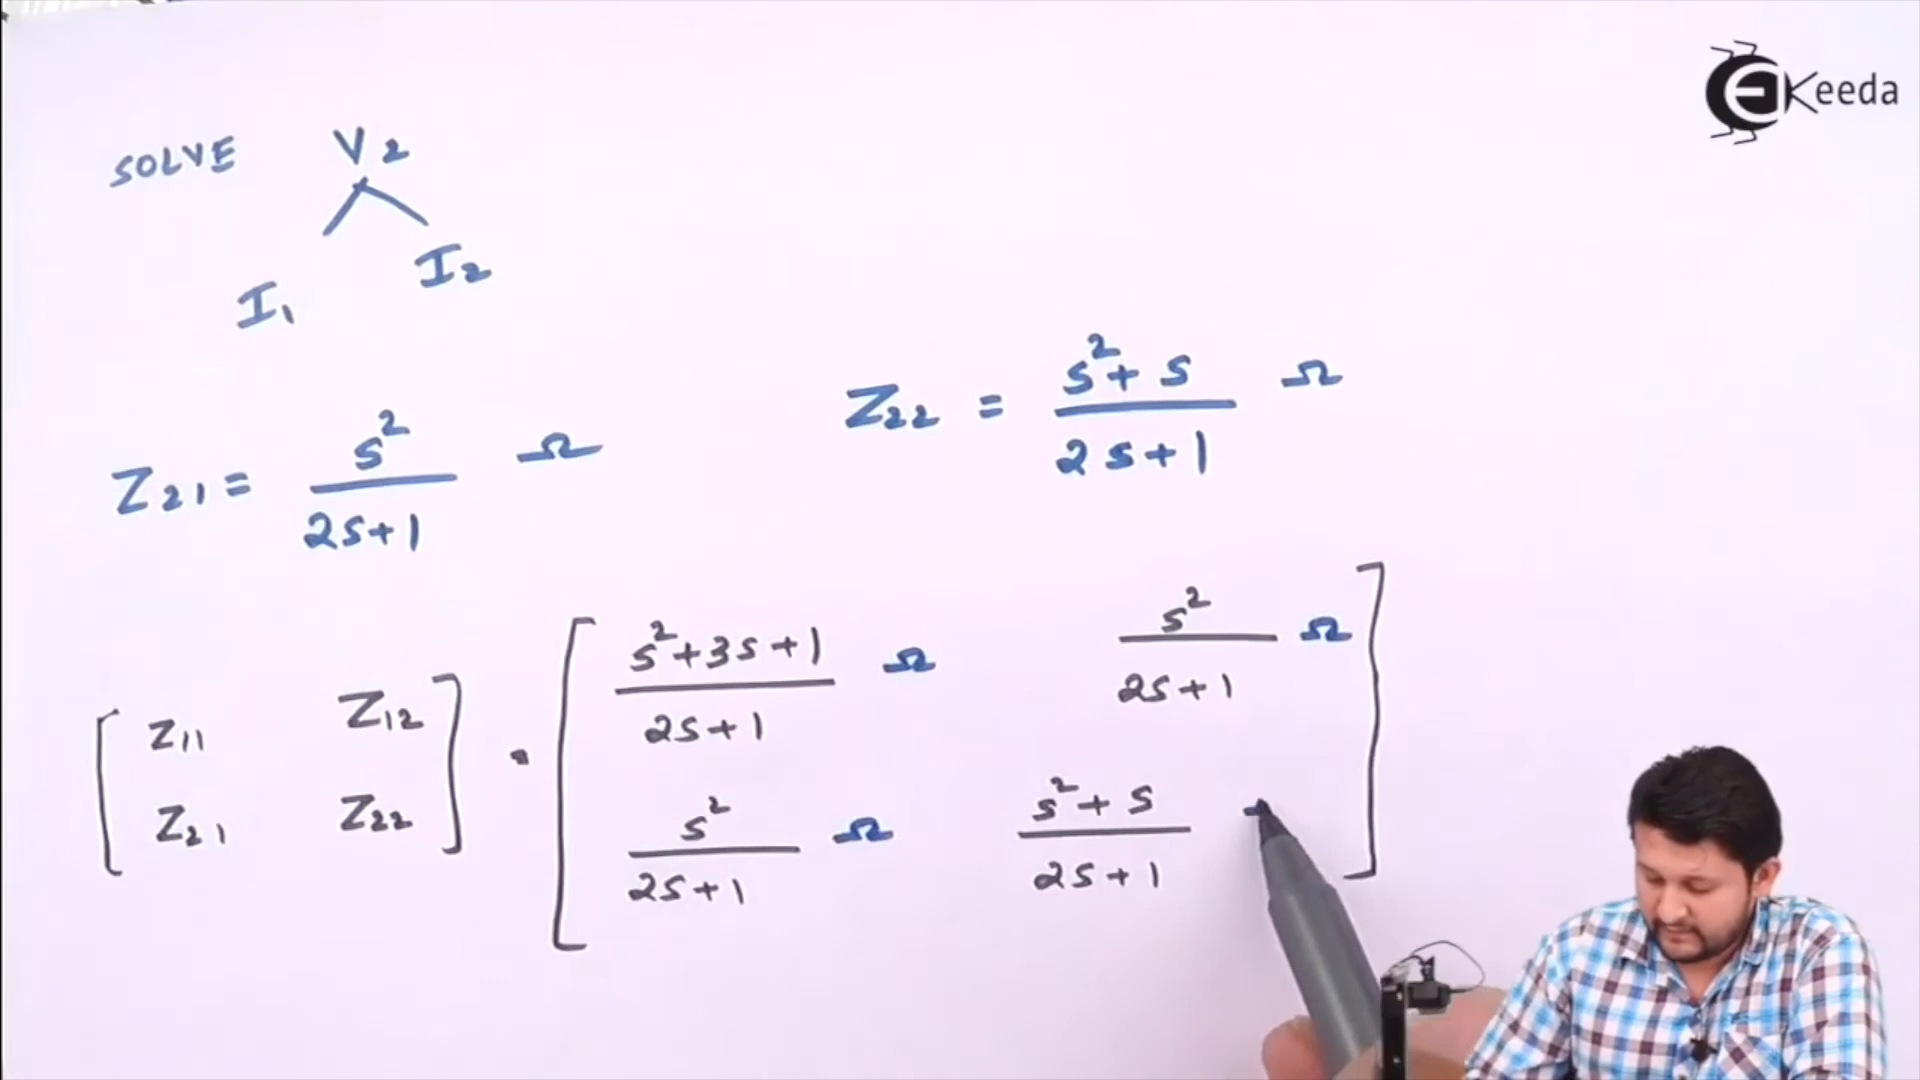 EKeeda
SOLVE V2
I1 I2
Z21 = s²/2s+1 Ω
Z22 = s²+s/2s+1 Ω
[Z11 Z12 Z21 Z22] = [s²+3s+1/2s+1 Ω s²/2s+1 Ω s²/2s+1 Ω s²+s/2s+1]